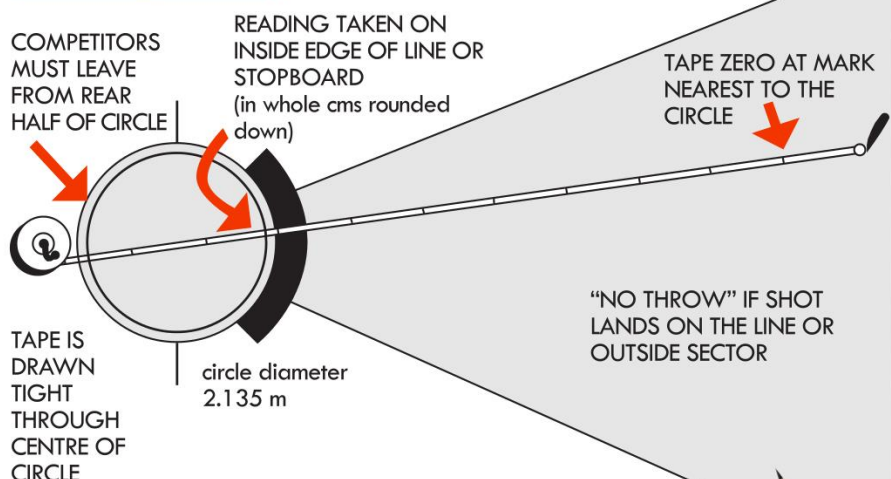 COMPETITORS
MUST LEAVE
FROM REAR
HALF OF CIRCLE
READING TAKEN ON
INSIDE EDGE OF LINE OR
STOPBOARD
(in whole cms rounded
down)
TAPE ZERO AT MARK
NEAREST TO THE
CIRCLE
"NO THROW" IF SHOT
LANDS ON THE LINE OR
OUTSIDE SECTOR
TAPE IS
DRAWN
TIGHT
THROUGH
CENTRE OF
CIRCLE
circle diameter
2.135 m